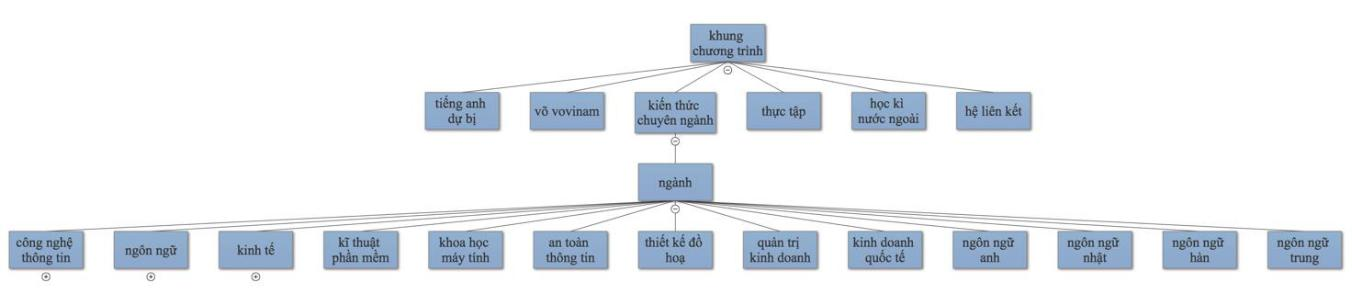 khung
chương trình
tiếng anh
dự bị
võ vovinam
kiến thức
chuyên ngành
thực tập
học kì
nước ngoài
hệ liên kết
ngành
công nghệ
thông tin
ngôn ngữ
kinh tế
kĩ thuật
phần mềm
khoa học
máy tính
an toàn
thông tin
thiết kế đồ
hoạ
quản trị
kinh doanh
kinh doanh
quốc tế
ngôn ngữ
anh
ngôn ngữ
nhật
ngôn ngữ
hàn
ngôn ngữ
trung